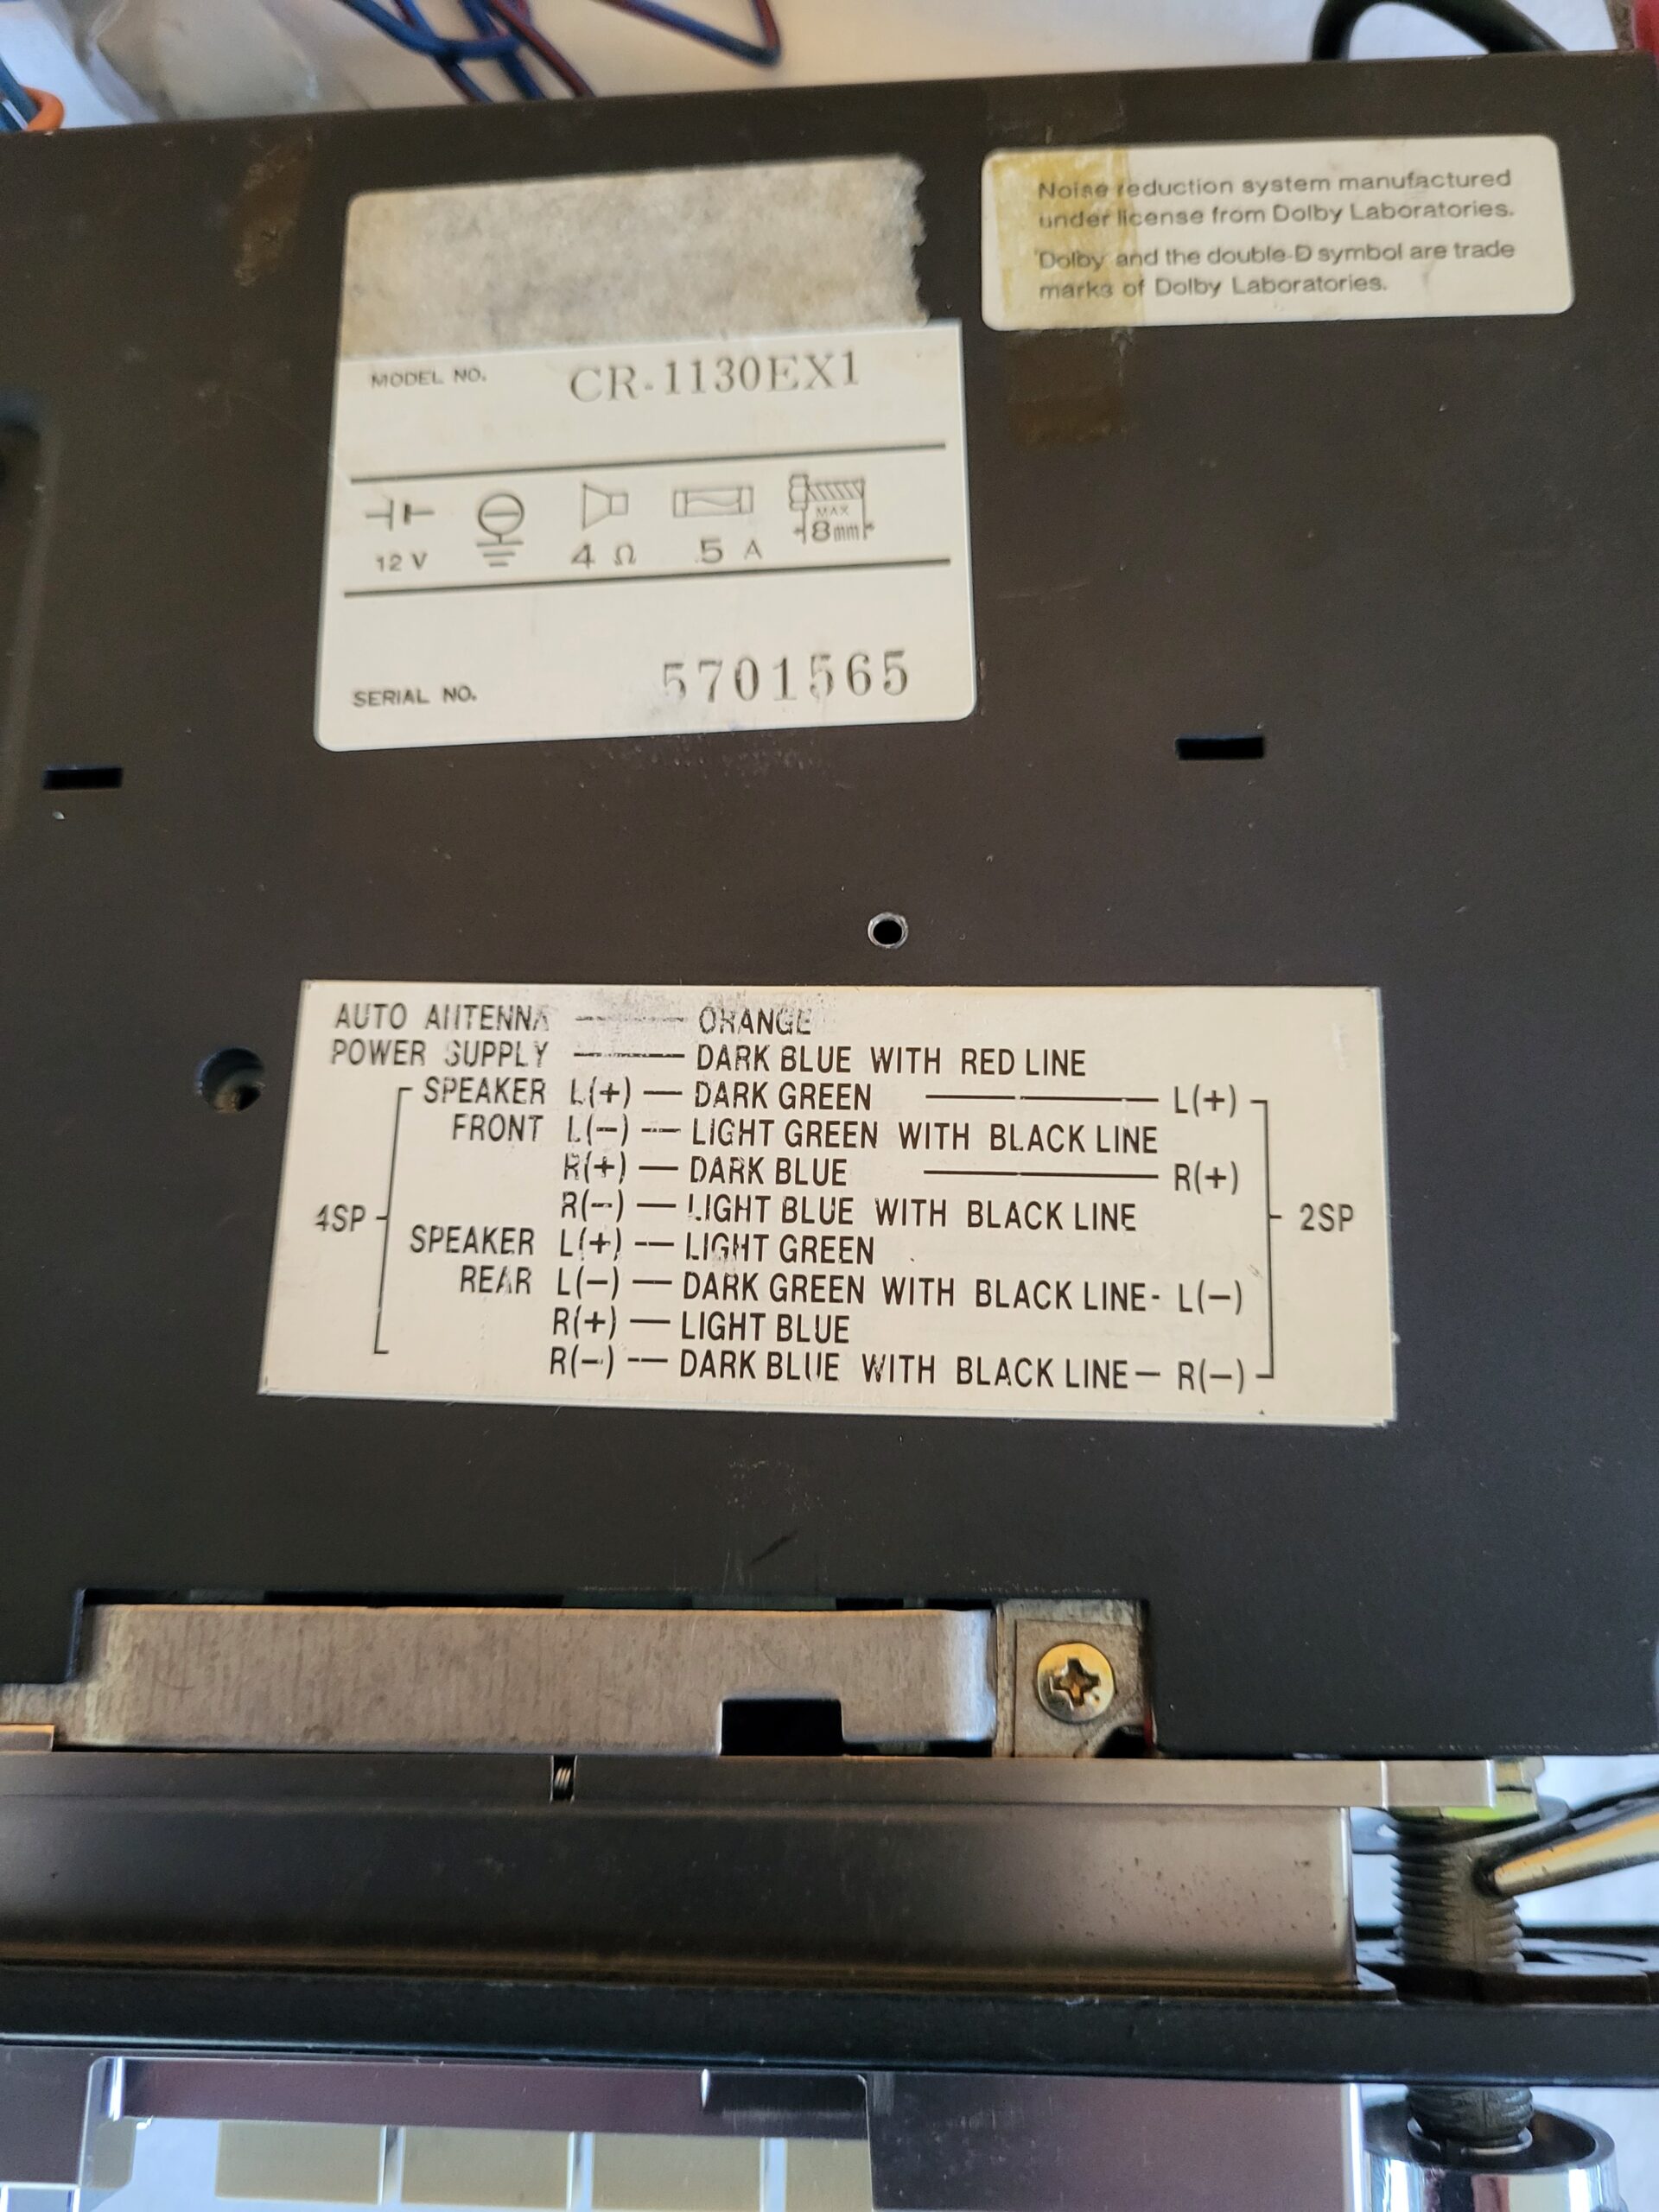 Noise reduction system manufactured
under license from Dolby Laboratories.
'Dolby' and the double-D symbol are trade
marks of Dolby Laboratories.
MODEL NO. CR-1130EX1
12 V 4 Ω .5 A MAX 8mm
SERIAL NO. 5701565
AUTO ANTENNA ORANGE
POWER SUPPLY DARK BLUE WITH RED LINE
SPEAKER L(+) — DARK GREEN — L(+)
FRONT L(−) — LIGHT GREEN WITH BLACK LINE
R(+) — DARK BLUE — R(+)
R(−) — LIGHT BLUE WITH BLACK LINE
4SP 2SP
SPEAKER L(+) — LIGHT GREEN
REAR L(−) — DARK GREEN WITH BLACK LINE - L(−)
R(+) — LIGHT BLUE
R(−) — DARK BLUE WITH BLACK LINE — R(−)